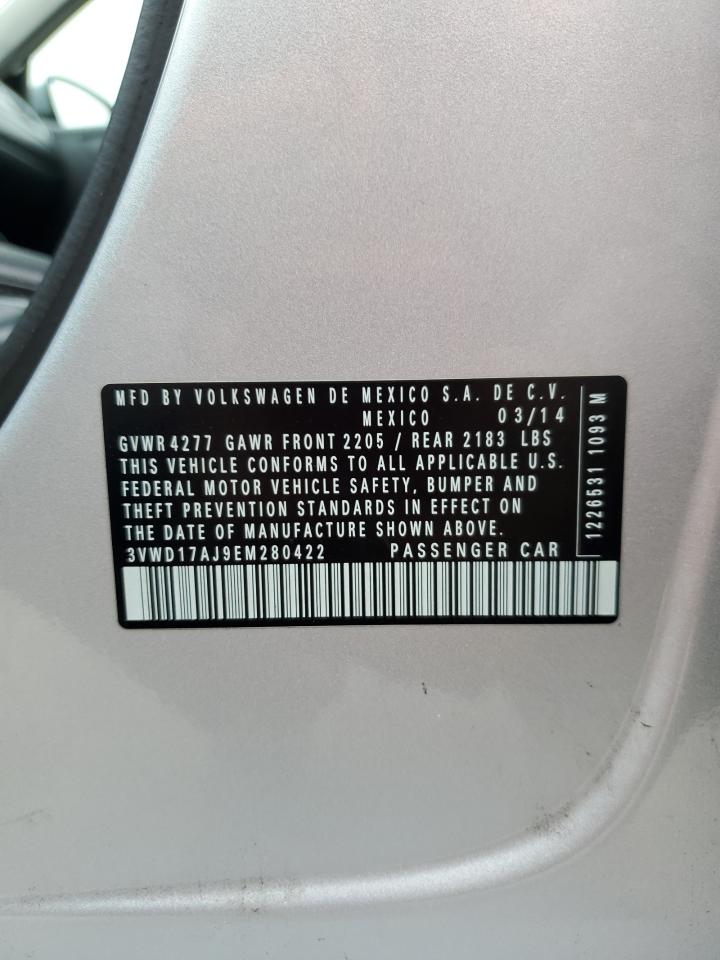 MFD BY VOLKSWAGEN DE MEXICO S.A. DE C.V.
MEXICO 03/14
GVWR 4277 GAWR FRONT 2205 / REAR 2183 LBS
THIS VEHICLE CONFORMS TO ALL APPLICABLE U.S.
FEDERAL MOTOR VEHICLE SAFETY, BUMPER AND
THEFT PREVENTION STANDARDS IN EFFECT ON
THE DATE OF MANUFACTURE SHOWN ABOVE.
3VWD17AJ9EM280422 PASSENGER CAR
1226531 1093 M